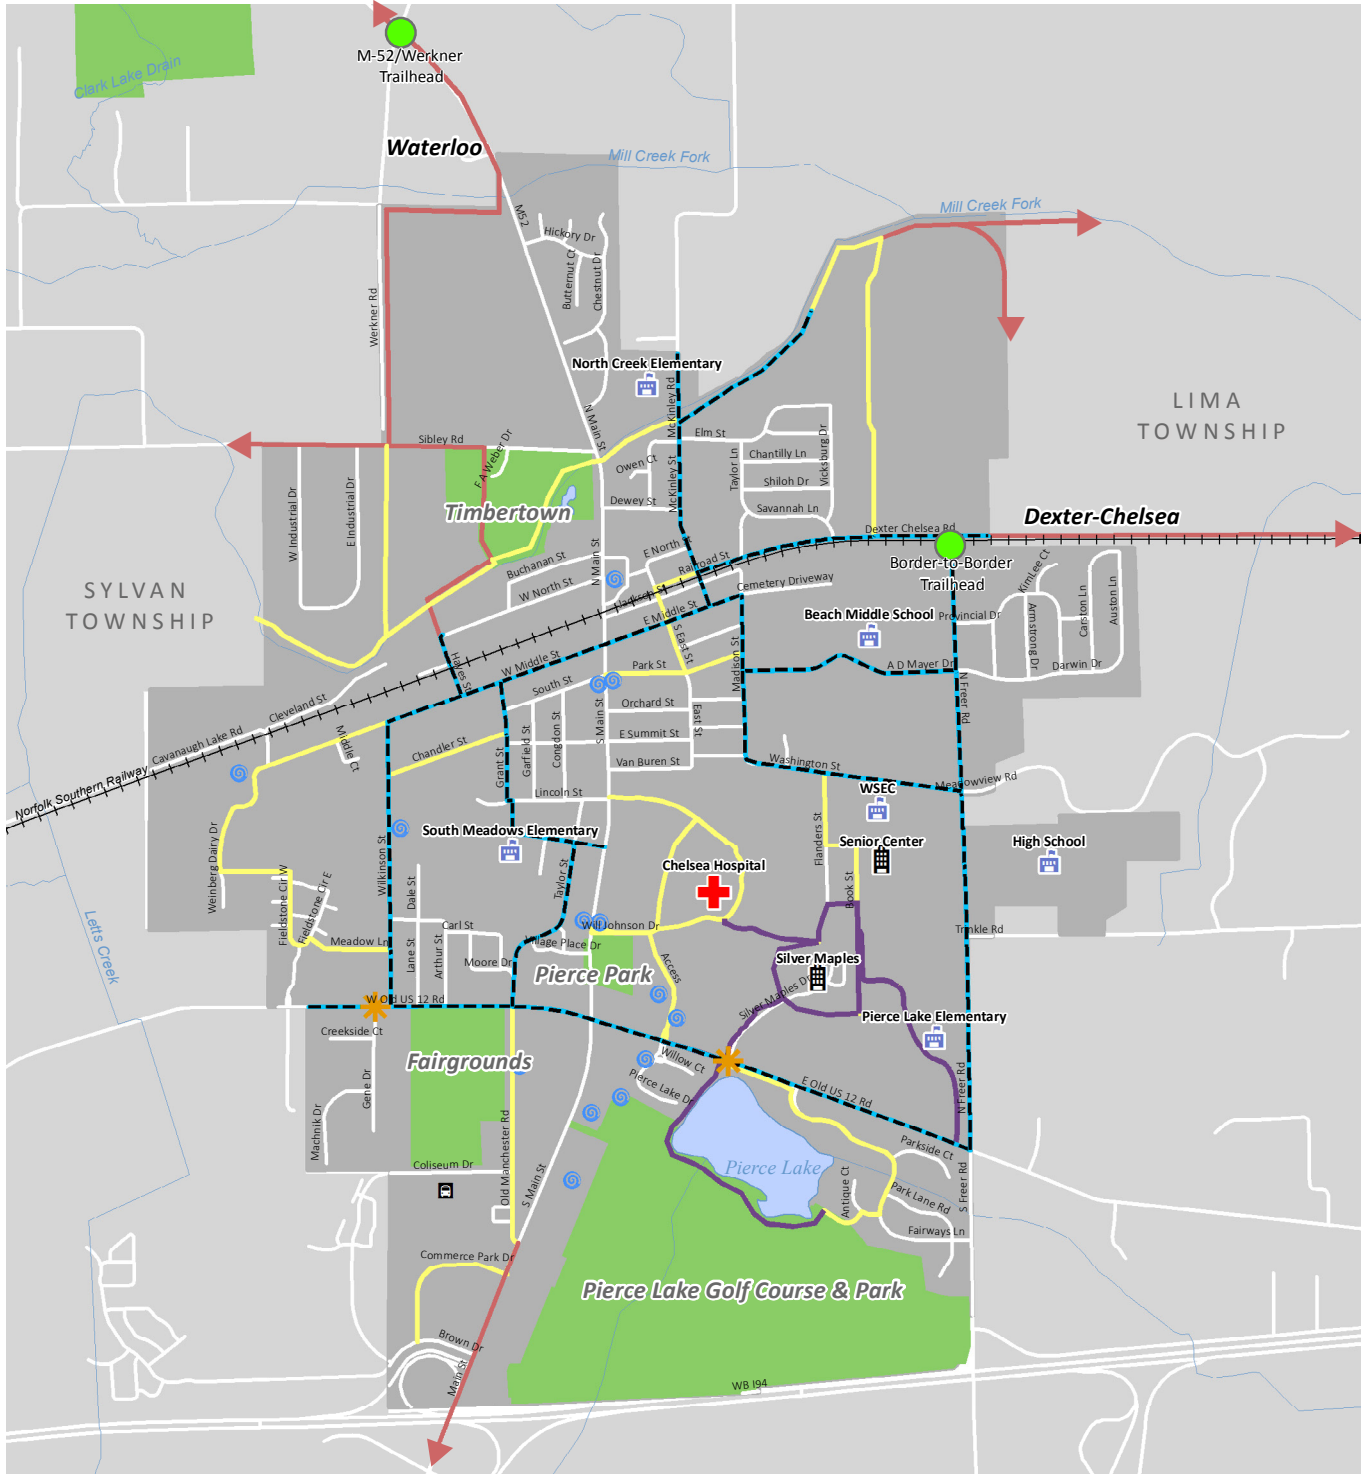 M-52/Werkner
Trailhead
Clark Lake Drain
Waterloo
Mill Creek Fork
Mill Creek Fork
M52
Hickory Dr
Butternut Ct
Chestnut Dr
Werkner Rd
North Creek Elementary
McKinley Rd
N Main St
LIMA
TOWNSHIP
Sibley Rd
F A Weber Dr
Elm St
Owen Ct
Taylor Ln
Chantilly Ln
Vicksburg Dr
McKinley St
Shiloh Dr
Dewey St
Savannah Ln
W Industrial Dr
E Industrial Dr
Timbertown
Dexter Chelsea Rd
Dexter-Chelsea
Border-to-Border
Trailhead
Buchanan St
W North St
N Main St
E North St
Railroad St
Jackson St
Cemetery Driveway
KimLee Ct
SYLVAN
TOWNSHIP
E Middle St
Beach Middle School
Provincial Dr
Armstrong Dr
Carston Ln
Auston Ln
Hayes St
W Middle St
S East St
Madison St
Park St
A D Mayer Dr
Darwin Dr
South St
Orchard St
N Freer Rd
Cleveland St
Cavanaugh Lake Rd
Norfolk Southern Railway
Middle Ct
Chandler St
Grant St
Garfield St
Congdon St
S Main St
E Summit St
East St
Van Buren St
Washington St
Meadowview Rd
Lincoln St
WSEC
South Meadows Elementary
Flanders St
Senior Center
High School
Chelsea Hospital
Weinberg Dairy Dr
Wilkinson St
Fieldstone Cir W
Fieldstone Cir E
Dale St
Taylor St
Book St
Letts Creek
Carl St
Wilf Johnson Dr
Trinkle Rd
Meadow Ln
Lane St
Arthur St
Village Place Dr
Moore Dr
Pierce Park
Access
Silver Maples
Silver Maples Dr
W Old US 12 Rd
Pierce Lake Elementary
Creekside Ct
Fairgrounds
Willow Ct
Pierce Lake Dr
E Old US 12 Rd
N Freer Rd
Gene Dr
Machnik Dr
Old Manchester Rd
Parkside Ct
Coliseum Dr
Pierce Lake
S Main St
Antique Ct
Park Lane Rd
S Freer Rd
Fairways Ln
Commerce Park Dr
Pierce Lake Golf Course & Park
Brown Dr
Main St
WB I94